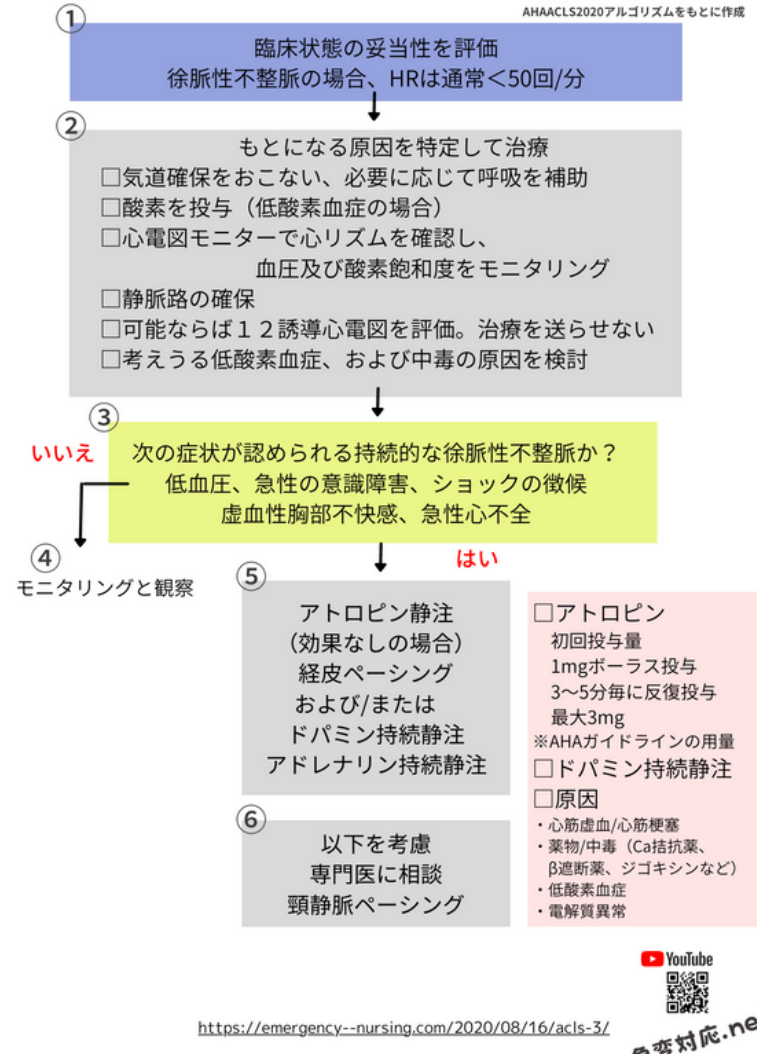 AHAACLS2020アルゴリズムをもとに作成
①
臨床状態の妥当性を評価
徐脈性不整脈の場合、HRは通常＜50回/分
②
もとになる原因を特定して治療
□気道確保をおこない、必要に応じて呼吸を補助
□酸素を投与（低酸素血症の場合）
□心電図モニターで心リズムを確認し、
血圧及び酸素飽和度をモニタリング
□静脈路の確保
□可能ならば１２誘導心電図を評価。治療を送らせない
□考えうる低酸素血症、および中毒の原因を検討
③
いいえ
次の症状が認められる持続的な徐脈性不整脈か？
低血圧、急性の意識障害、ショックの徴候
虚血性胸部不快感、急性心不全
はい
④
モニタリングと観察
⑤
アトロピン静注
（効果なしの場合）
経皮ペーシング
および/または
ドパミン持続静注
アドレナリン持続静注
□アトロピン
初回投与量
1mgボーラス投与
3〜5分毎に反復投与
最大3mg
※AHAガイドラインの用量
□ドパミン持続静注
□原因
・心筋虚血/心筋梗塞
・薬物/中毒（Ca拮抗薬、
β遮断薬、ジゴキシンなど）
・低酸素血症
・電解質異常
⑥
以下を考慮
専門医に相談
頸静脈ペーシング
YouTube
https://emergency--nursing.com/2020/08/16/acls-3/
急変対応.ne